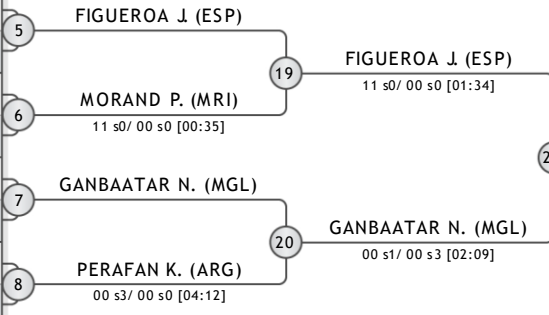 FIGUEROA J. (ESP)
5
19
FIGUEROA J. (ESP)
11 s0/ 00 s0 [01:34]
MORAND P. (MRI)
6
11 s0/ 00 s0 [00:35]
GANBAATAR N. (MGL)
7
20
GANBAATAR N. (MGL)
00 s1/ 00 s3 [02:09]
PERAFAN K. (ARG)
8
00 s3/ 00 s0 [04:12]